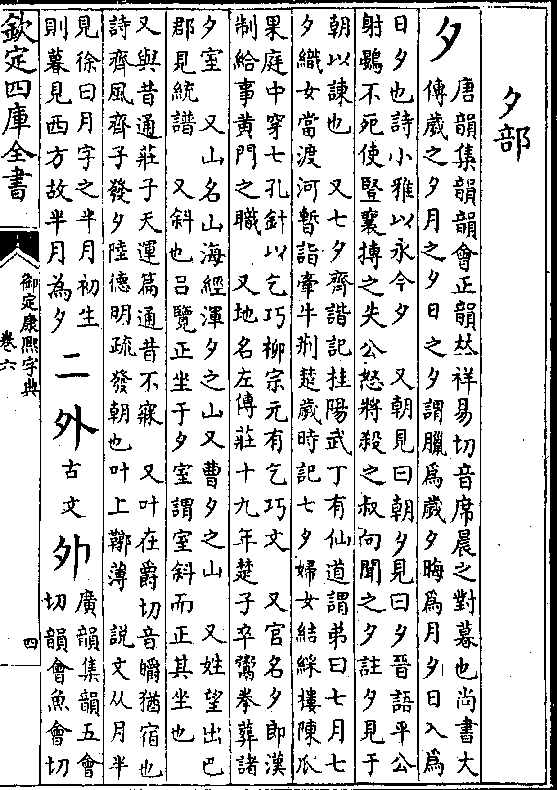 夕部
夕
唐韻集韻韻會正韻𠀤祥易切音席晨之對暮也尚書大
傳歲之夕月之夕日之夕謂臘爲歲夕晦爲月夕日入爲
日夕也詩小雅以永今夕　又朝見曰朝夕見曰夕晉語平公
射鷃不死使豎襄搏之失公怒將殺之叔向聞之夕註夕見于
朝以諫也　又七夕齊諧記桂陽武丁有仙道謂弟曰七月七
夕織女當渡河暫詣牽牛荆楚歲時記七夕婦女結綵樓陳瓜
果庭中穿七孔針以乞巧柳宗元有乞巧文　又官名夕郎漢
制給事黄門之職　又地名左傳莊十九年楚子卒鬻拳葬諸
夕室　又山名山海經渾夕之山又曹夕之山　又姓望出巴
郡見統譜　又斜也吕覽正坐于夕室謂室斜而正其坐也
又與昔通莊子天運篇通昔不寐　又叶在爵切音皭猶宿也
詩齊風齊子發夕陸德明疏發朝也叶上鞹薄　說文从月半
見徐曰月字之半月初生
則暮見西方故半月為夕
二
外
古文
𡖄
廣韻集韻五會
切韻會魚會切
欽定四庫全書
御定康熙字典
卷六
四